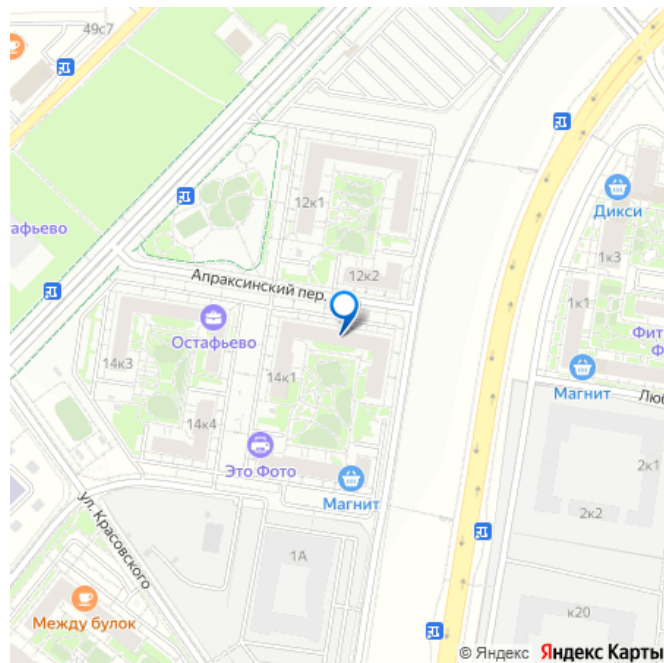 49с7
12к1
Дикси
1к3
афьево
Апраксинский пер.
12к2
1к1
Остафьево
Фит
Ф
14к3
14к1
Магнит
Люб
14к4
Это Фото
2к1
Магнит
2к2
ул. Красовского
1А
Между булок
к20
© Яндекс Яндекс Карты